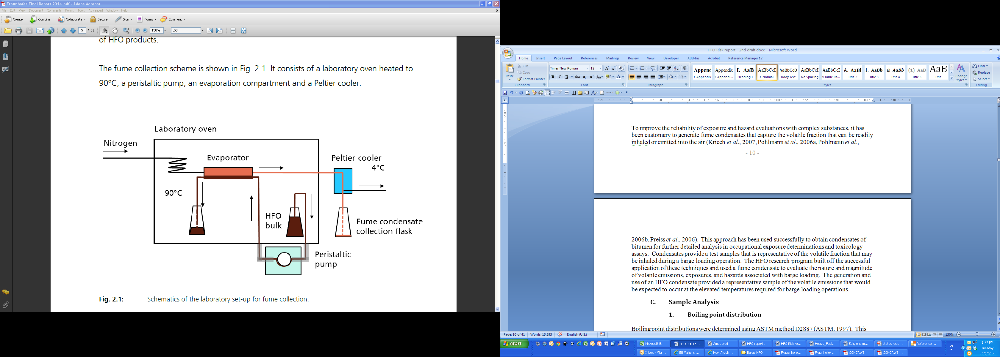 Fraunhofer Final Report 2014.pdf - Adobe Acrobat
File Edit View Document Comments Forms Tools Advanced Window Help
Create Combine Collaborate Secure Sign Forms Comment
5 / 31 150% t50
of HFO products.
The fume collection scheme is shown in Fig. 2.1. It consists of a laboratory oven heated to
90°C, a peristaltic pump, an evaporation compartment and a Peltier cooler.
Laboratory oven
Nitrogen
Evaporator
Peltier cooler
4°C
90°C
HFO
bulk
Fume condensate
collection flask
Peristaltic
pump
Fig. 2.1: Schematics of the laboratory set-up for fume collection.
HFO Risk report - 2nd draft.docx - Microsoft Word
Home Insert Page Layout References Mailings Review View Developer Add-Ins Acrobat Reference Manager 12
Paste
Cut
Copy
Format Painter
Clipboard
Times New Roman 12
Font
Paragraph
Append Appendix I. AaB AaBbCcI AaBbCcD AaBbCcI AaBbCcI A. AaBl 1. AaBb a) AaBb (1) AaB AaB
¶ Appendix ¶ Appendi... Heading 1 ¶ Normal Body Text No Spacing ¶ Table Pa... Title 2 Title 3 Title 4 Title 5 Title
Change
Styles
Styles
Find
Replace
Select
Editing
20 20 40 60 80 100 120 140 160 180
200
220
240
To improve the reliability of exposure and hazard evaluations with complex substances, it has
been customary to generate fume condensates that capture the volatile fraction that can be readily
inhaled or emitted into the air (Kriech et al., 2007, Pohlmann et al., 2006a, Pohlmann et al.,
- 10 -
2006b, Preiss et al., 2006). This approach has been used successfully to obtain condensates of
bitumen for further detailed analysis in occupational exposure determinations and toxicology
assays. Condensates provide a test samples that is representative of the volatile fraction that may
be inhaled during a barge loading operation. The HFO research program built off the successful
application of these techniques and used a fume condensate to evaluate the nature and magnitude
of volatile emissions, exposures, and hazards associated with barge loading. The generation and
use of an HFO condensate provided a representative sample of the volatile emissions that would
be expected to occur at the elevated temperatures required for barge loading operations.
C. Sample Analysis
1. Boiling point distribution
Boiling point distributions were determined using ASTM method D2887 (ASTM, 1997). This
Page: 10 of 41 Words: 13,593 English (U.S.) 130%
start
Microsoft E... HFO Risk re... Ames prelim... HFO report ... HFO Risk re... Heavy_Fuel... Ethylene m... status repo... Reference ...
Inbox - Micr... Bill Maher's ... How AkzoN... Barge HFO Frauenhofe... Fraunhofer ... CONCAWE_... CONCAWE ...
2:47 PM
Tuesday
10/7/2014